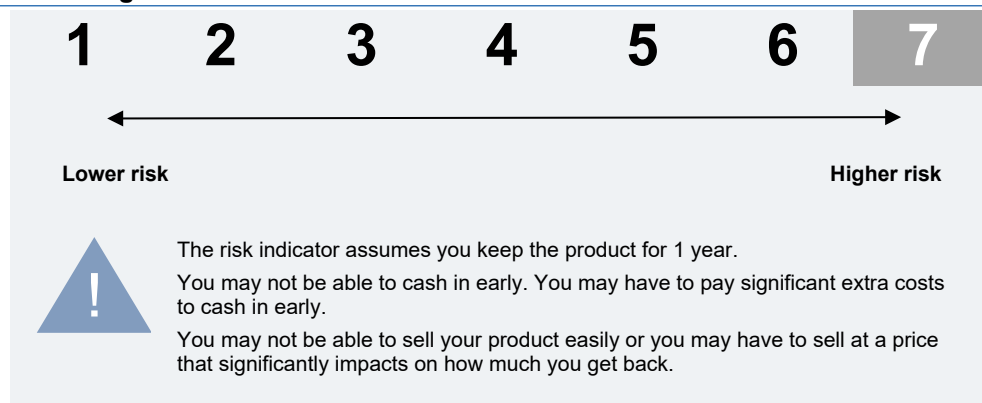 1 2 3 4 5 6 7
Lower risk Higher risk
!
The risk indicator assumes you keep the product for 1 year.
You may not be able to cash in early. You may have to pay significant extra costs
to cash in early.
You may not be able to sell your product easily or you may have to sell at a price
that significantly impacts on how much you get back.